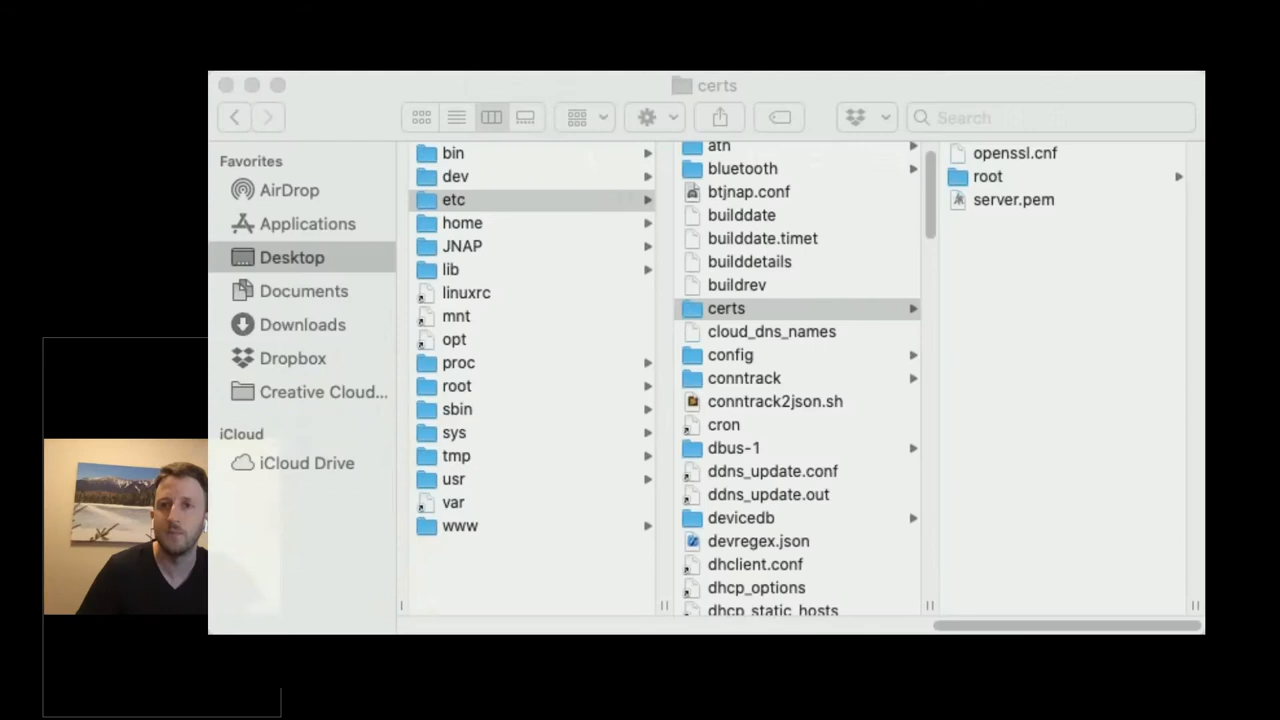 certs
Search
Favorites
AirDrop
Applications
Desktop
Documents
Downloads
Dropbox
Creative Cloud...
iCloud
iCloud Drive
bin
dev
etc
home
JNAP
lib
linuxrc
mnt
opt
proc
root
sbin
sys
tmp
usr
var
www
ath
bluetooth
btjnap.conf
builddate
builddate.timet
builddetails
buildrev
certs
cloud_dns_names
config
conntrack
conntrack2json.sh
cron
dbus-1
ddns_update.conf
ddns_update.out
devicedb
devregex.json
dhclient.conf
dhcp_options
dhcp_static_hosts
openssl.cnf
root
server.pem